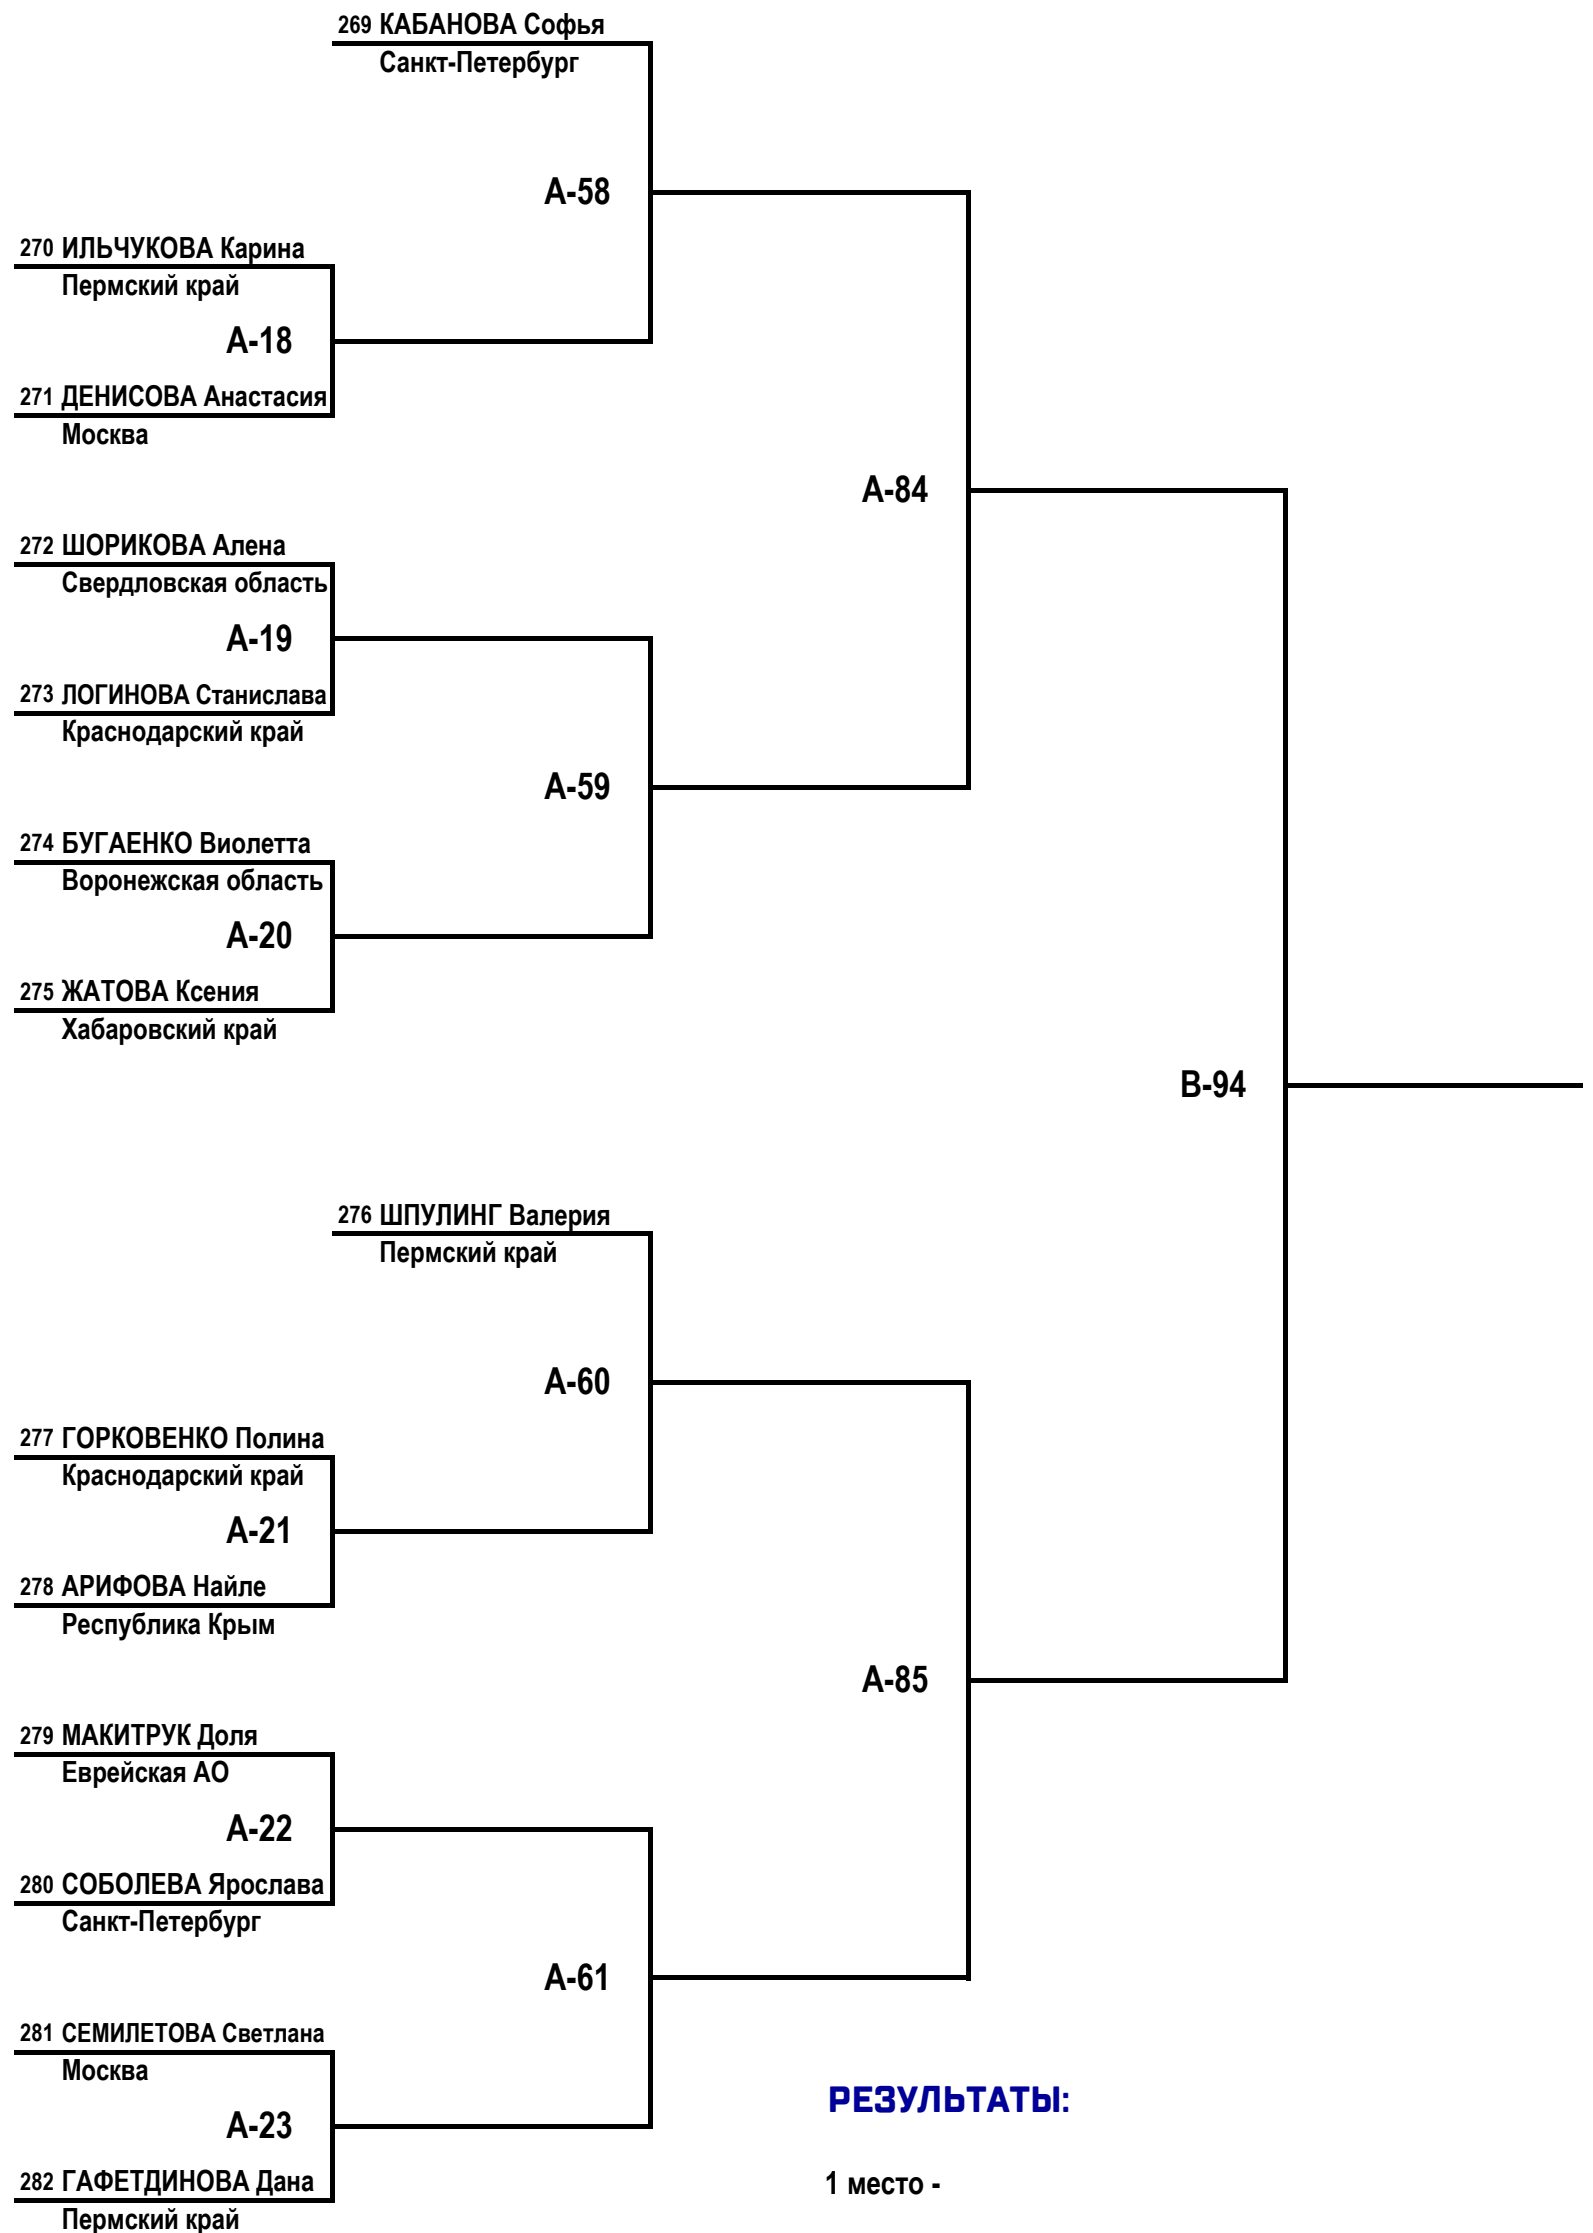 269 КАБАНОВА Софья
Санкт-Петербург
А-58
270 ИЛЬЧУКОВА Карина
Пермский край
А-18
271 ДЕНИСОВА Анастасия
Москва
А-84
272 ШОРИКОВА Алена
Свердловская область
А-19
273 ЛОГИНОВА Станислава
Краснодарский край
А-59
274 БУГАЕНКО Виолетта
Воронежская область
А-20
275 ЖАТОВА Ксения
Хабаровский край
В-94
276 ШПУЛИНГ Валерия
Пермский край
А-60
277 ГОРКОВЕНКО Полина
Краснодарский край
А-21
278 АРИФОВА Найле
Республика Крым
А-85
279 МАКИТРУК Доля
Еврейская АО
А-22
280 СОБОЛЕВА Ярослава
Санкт-Петербург
А-61
281 СЕМИЛЕТОВА Светлана
Москва
РЕЗУЛЬТАТЫ:
А-23
282 ГАФЕТДИНОВА Дана
1 место -
Пермский край